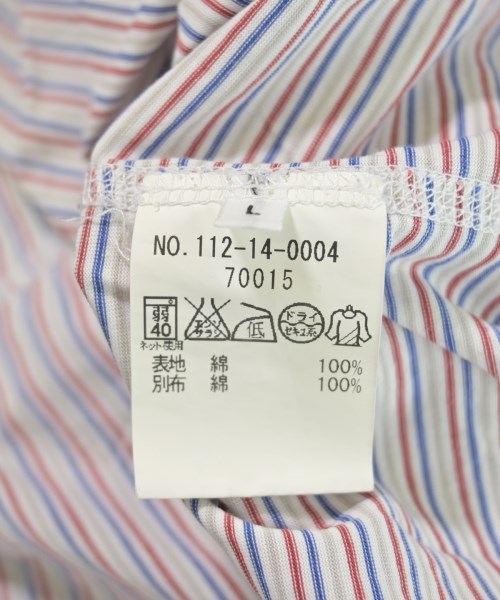 L
NO. 112-14-0004
70015
弱 40 エンソ サラシ 低 ドライ セキユ系
ネット使用
表地 綿 100%
別布 綿 100%